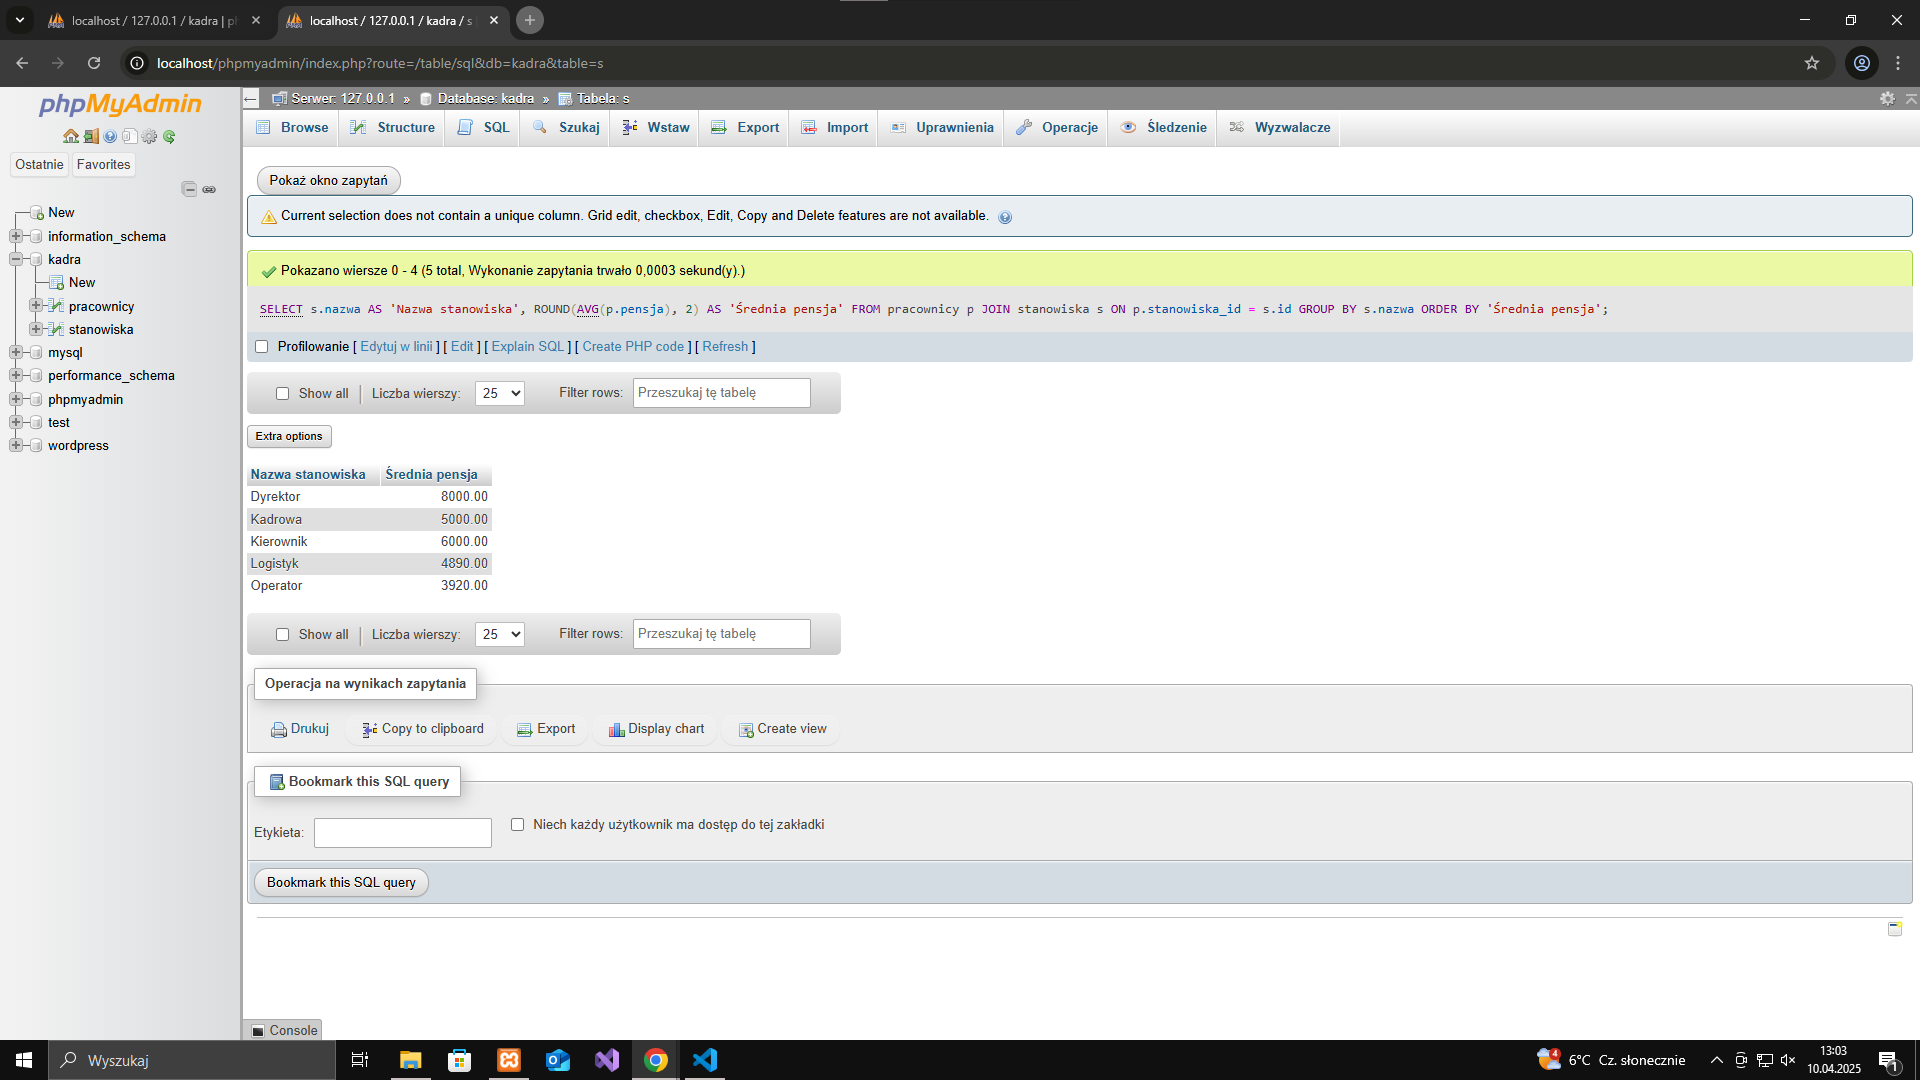 localhost / 127.0.0.1 / kadra | ph
localhost / 127.0.0.1 / kadra / s |
localhost/phpmyadmin/index.php?route=/table/sql&db=kadra&table=s
phpMyAdmin
Ostatnie
Favorites
New
information_schema
kadra
New
pracownicy
stanowiska
mysql
performance_schema
phpmyadmin
test
wordpress
Serwer: 127.0.0.1 » Database: kadra » Tabela: s
Browse Structure SQL Szukaj Wstaw Export Import Uprawnienia Operacje Śledzenie Wyzwalacze
Pokaż okno zapytań
Current selection does not contain a unique column. Grid edit, checkbox, Edit, Copy and Delete features are not available.
Pokazano wiersze 0 - 4 (5 total, Wykonanie zapytania trwało 0,0003 sekund(y).)
SELECT s.nazwa AS 'Nazwa stanowiska', ROUND(AVG(p.pensja), 2) AS 'Średnia pensja' FROM pracownicy p JOIN stanowiska s ON p.stanowiska_id = s.id GROUP BY s.nazwa ORDER BY 'Średnia pensja';
Profilowanie [ Edytuj w linii ] [ Edit ] [ Explain SQL ] [ Create PHP code ] [ Refresh ]
Show all | Liczba wierszy: 25 Filter rows: Przeszukaj tę tabelę
Extra options
Nazwa stanowiska Średnia pensja
Dyrektor 8000.00
Kadrowa 5000.00
Kierownik 6000.00
Logistyk 4890.00
Operator 3920.00
Show all | Liczba wierszy: 25 Filter rows: Przeszukaj tę tabelę
Operacja na wynikach zapytania
Drukuj Copy to clipboard Export Display chart Create view
Bookmark this SQL query
Etykieta: Niech każdy użytkownik ma dostęp do tej zakładki
Bookmark this SQL query
Console
Wyszukaj
4
6°C Cz. słonecznie
13:03
10.04.2025
1